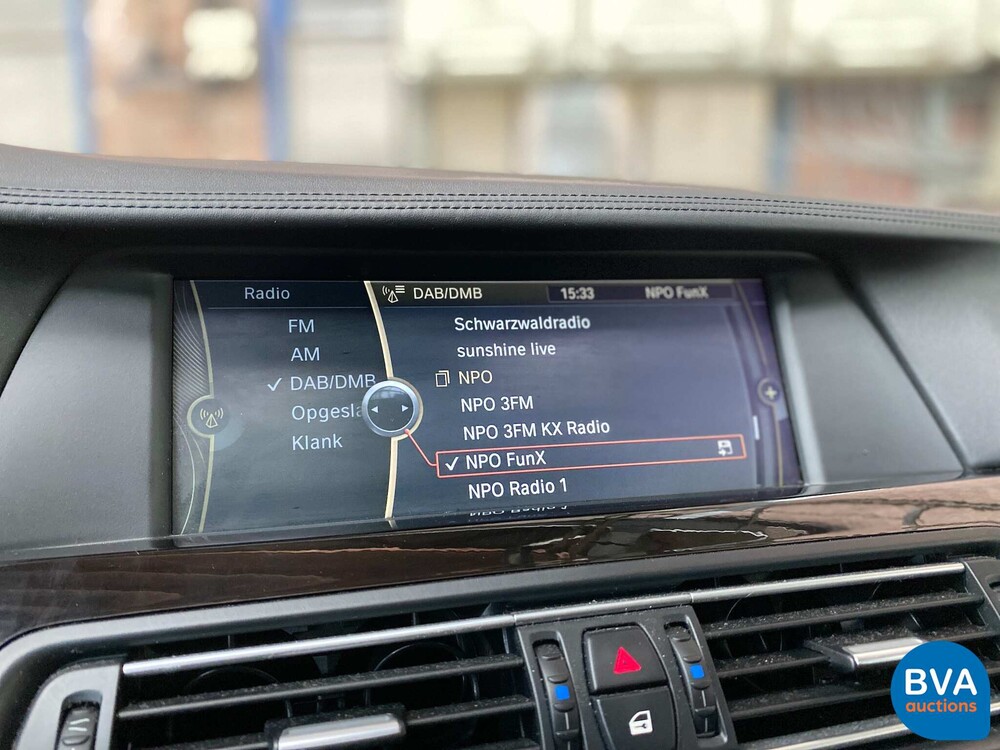 Radio
FM
AM
DAB/DMB
Opgesla
Klank
DAB/DMB
15:33
NPO FunX
Schwarzwaldradio
sunshine live
NPO
NPO 3FM
NPO 3FM KX Radio
NPO FunX
NPO Radio 1
BVA
auctions